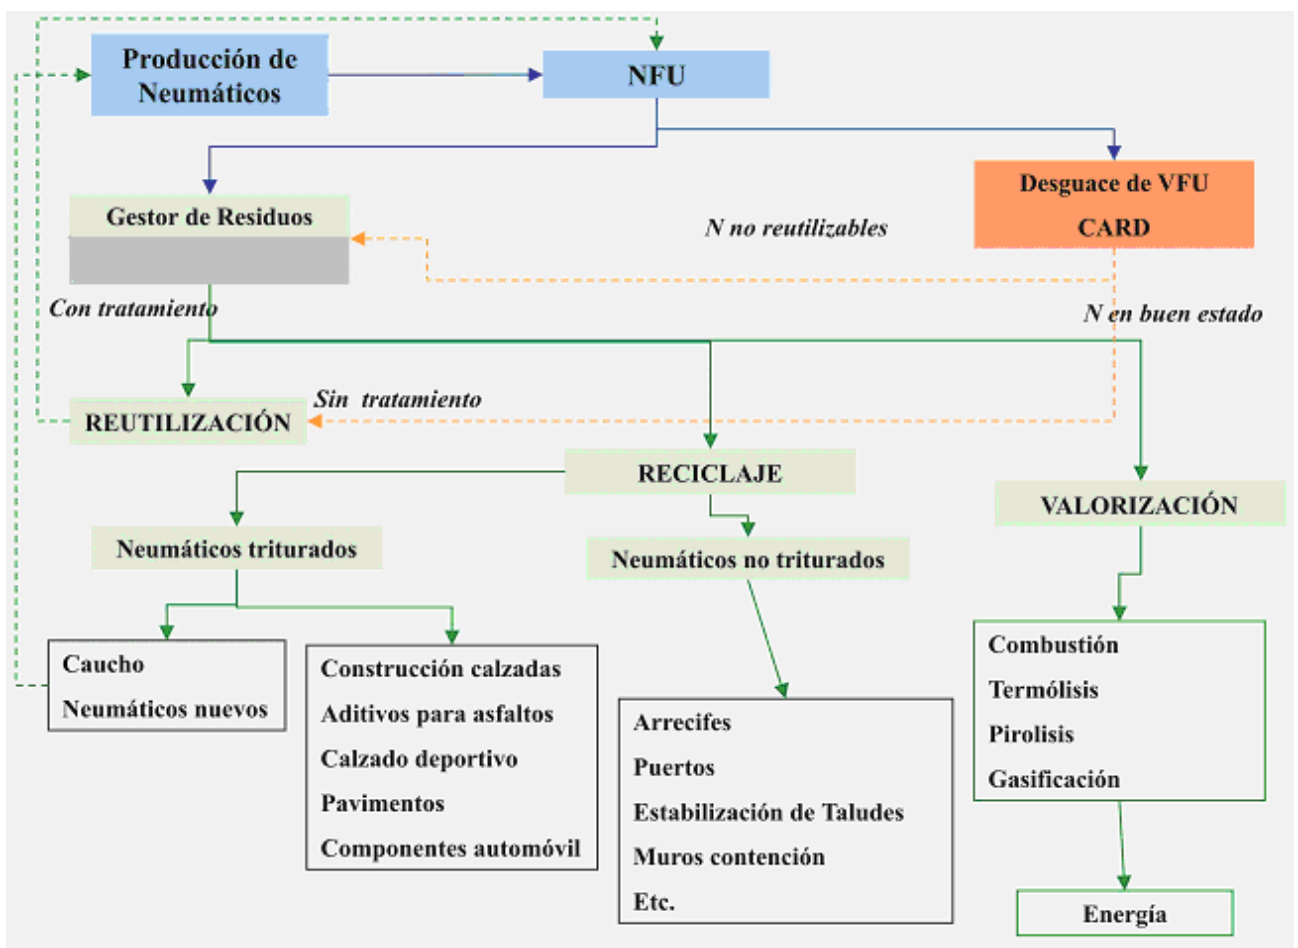 Producción de
Neumáticos
NFU
Desguace de VFU
CARD
Gestor de Residuos
N no reutilizables
Con tratamiento
N en buen estado
Sin tratamiento
REUTILIZACIÓN
RECICLAJE
VALORIZACIÓN
Neumáticos triturados
Neumáticos no triturados
Caucho
Neumáticos nuevos
Construcción calzadas
Aditivos para asfaltos
Calzado deportivo
Pavimentos
Componentes automóvil
Arrecifes
Puertos
Estabilización de Taludes
Muros contención
Etc.
Combustión
Termólisis
Pirolisis
Gasificación
Energía